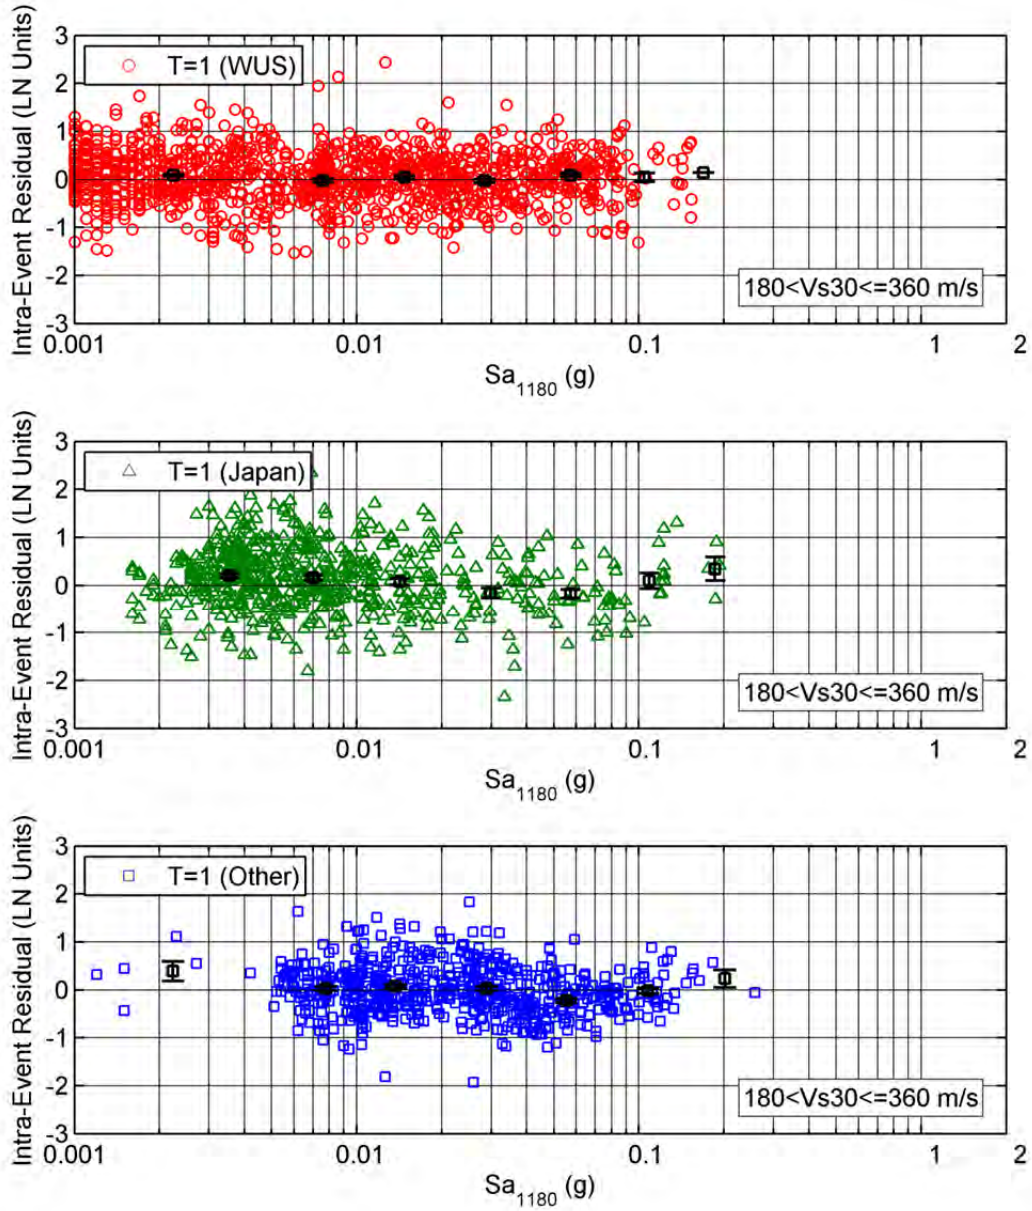 3
2
1
0
-1
-2
-3
Intra-Event Residual (LN Units)
T=1 (WUS)
180<Vs30<=360 m/s
0.001 0.01 0.1 1 2
Sa1180 (g)
3
2
1
0
-1
-2
-3
Intra-Event Residual (LN Units)
T=1 (Japan)
180<Vs30<=360 m/s
0.001 0.01 0.1 1 2
Sa1180 (g)
3
2
1
0
-1
-2
-3
Intra-Event Residual (LN Units)
T=1 (Other)
180<Vs30<=360 m/s
0.001 0.01 0.1 1 2
Sa1180 (g)